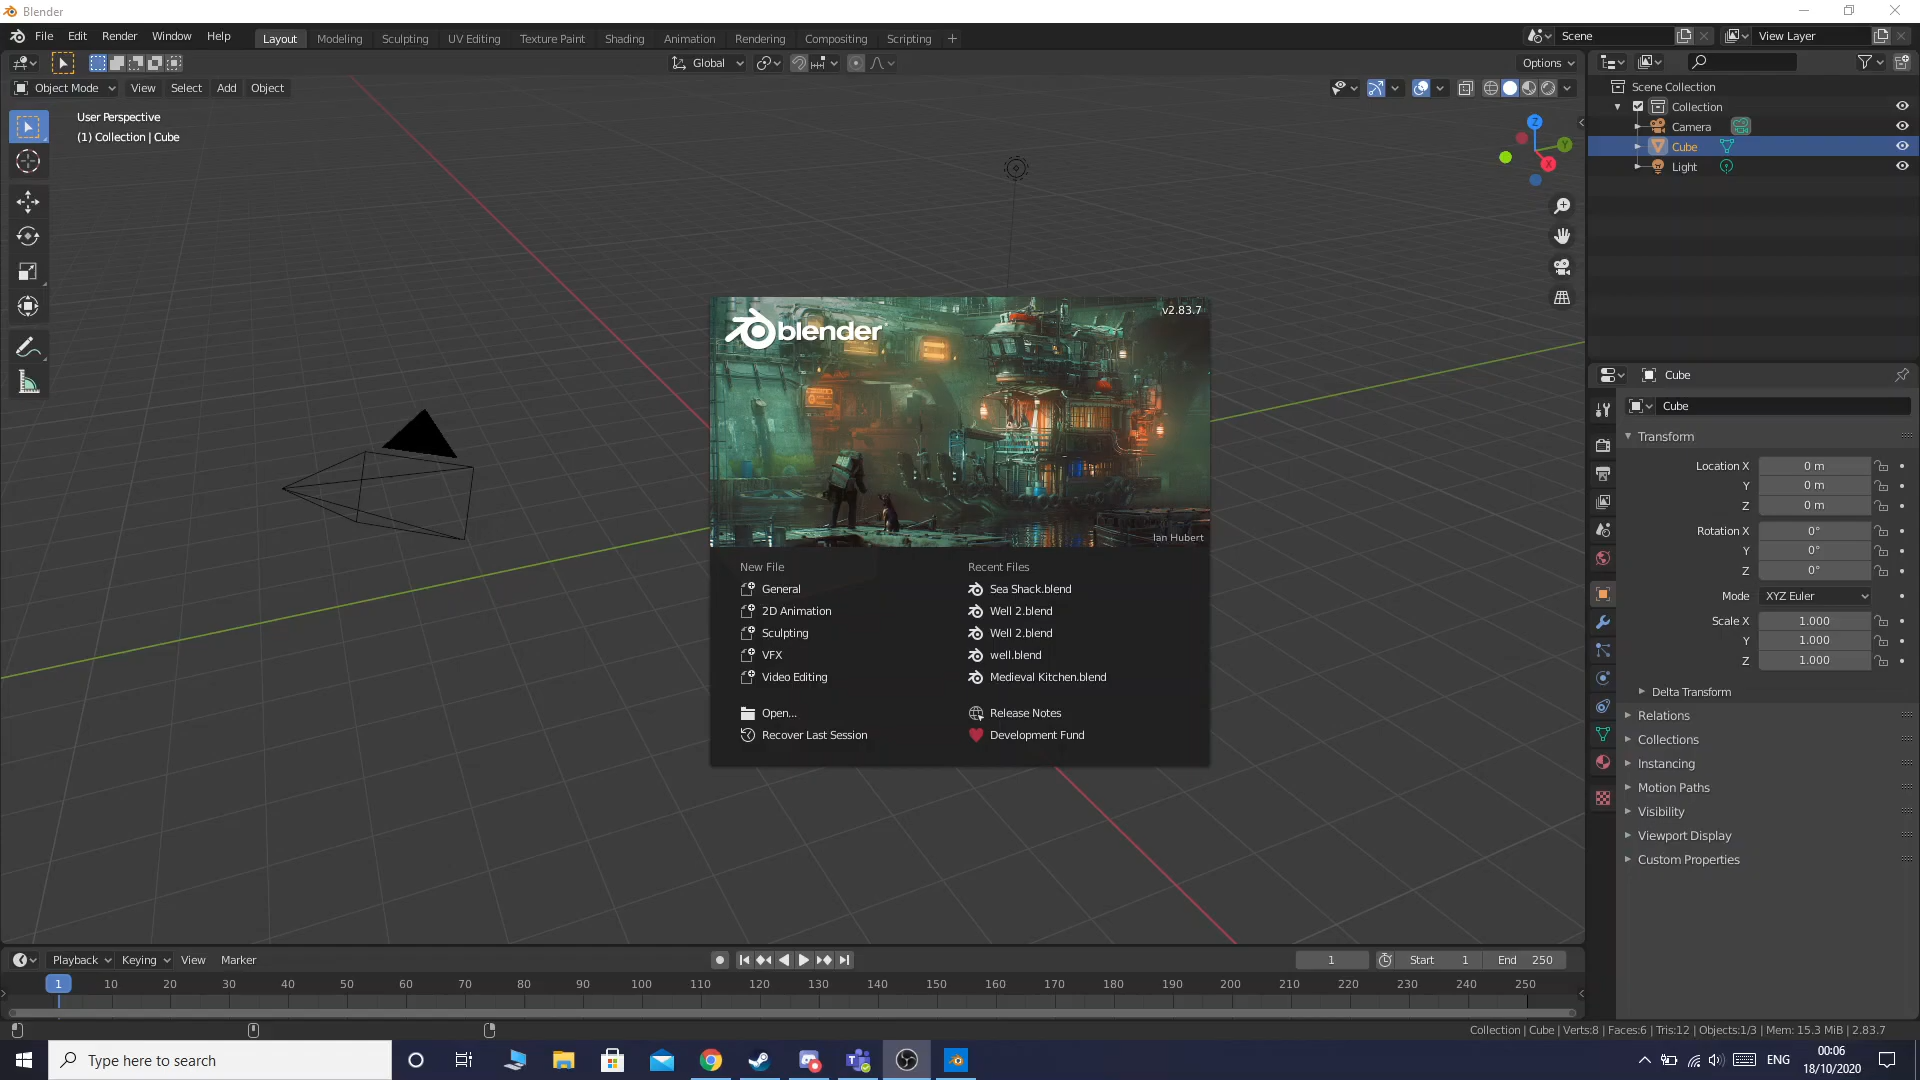 Blender
File Edit Render Window Help Layout Modeling Sculpting UV Editing Texture Paint Shading Animation Rendering Compositing Scripting + Scene View Layer
Global Options
Object Mode View Select Add Object
User Perspective
(1) Collection | Cube
Z
Y
X
Scene Collection
Collection
Camera
Cube
Light
blender
v2.83.7
Ian Hubert
New File
General
2D Animation
Sculpting
VFX
Video Editing
Open...
Recover Last Session
Recent Files
Sea Shack.blend
Well 2.blend
Well 2.blend
well.blend
Medieval Kitchen.blend
Release Notes
Development Fund
Cube
Cube
Transform
Location X 0 m
Y 0 m
Z 0 m
Rotation X 0°
Y 0°
Z 0°
Mode XYZ Euler
Scale X 1.000
Y 1.000
Z 1.000
Delta Transform
Relations
Collections
Instancing
Motion Paths
Visibility
Viewport Display
Custom Properties
Playback Keying View Marker 1 Start 1 End 250
1 10 20 30 40 50 60 70 80 90 100 110 120 130 140 150 160 170 180 190 200 210 220 230 240 250
Collection | Cube | Verts:8 | Faces:6 | Tris:12 | Objects:1/3 | Mem: 15.3 MiB | 2.83.7
Type here to search
ENG
00:06
18/10/2020